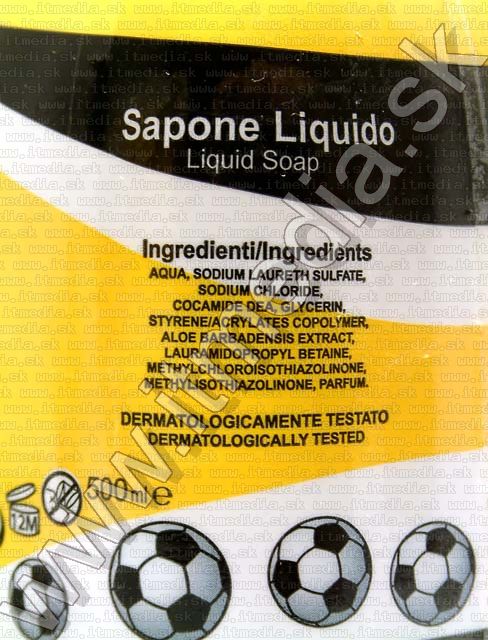 Sapone Liquido
Liquid Soap
Ingredienti/Ingredients
AQUA, SODIUM LAURETH SULFATE,
SODIUM CHLORIDE,
COCAMIDE DEA, GLYCERIN,
STYRENE/ACRYLATES COPOLYMER,
ALOE BARBADENSIS EXTRACT,
LAURAMIDOPROPYL BETAINE,
METHYLCHLOROISOTHIAZOLINONE,
METHYLISOTHIAZOLINONE, PARFUM.
DERMATOLOGICAMENTE TESTATO
DERMATOLOGICALLY TESTED
12M
500ml e
www.itmedia.sk